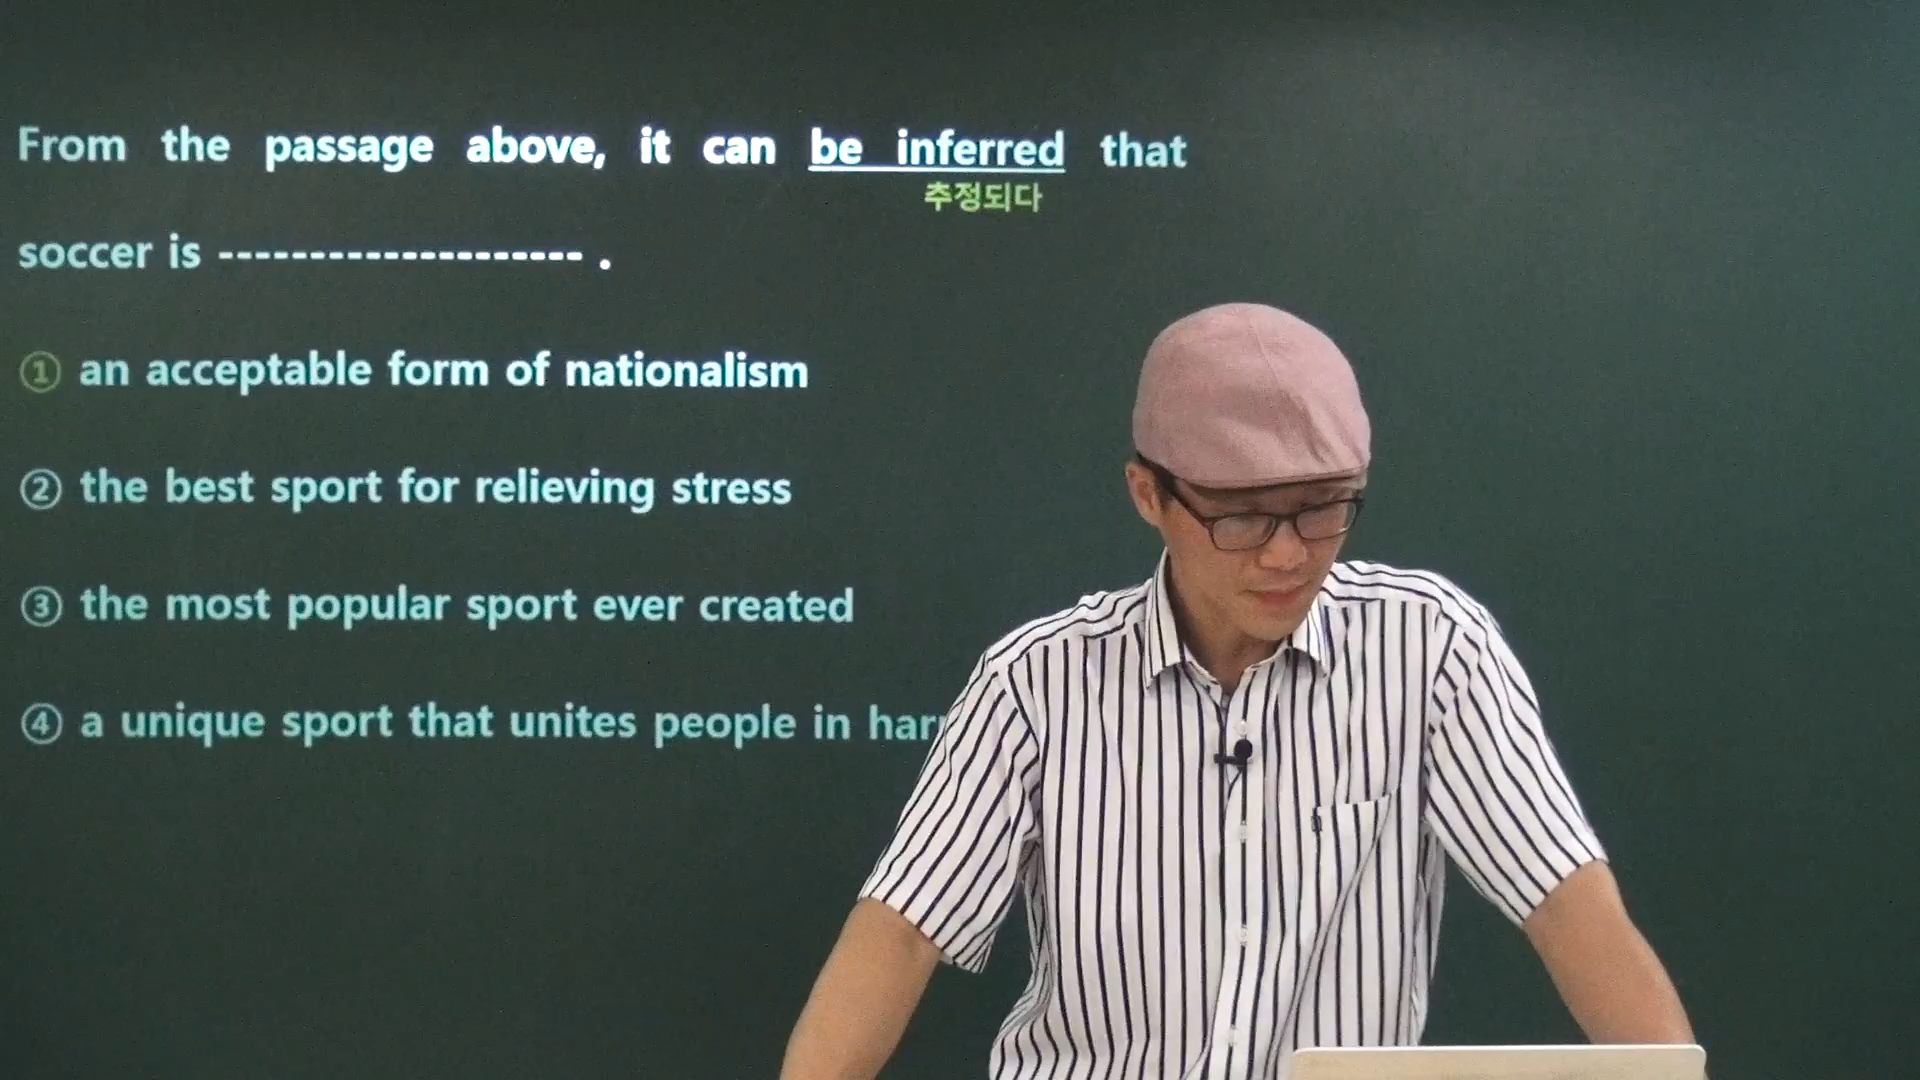 From the passage above, it can be inferred that
추정되다
soccer is -------------------- .
① an acceptable form of nationalism
② the best sport for relieving stress
③ the most popular sport ever created
④ a unique sport that unites people in